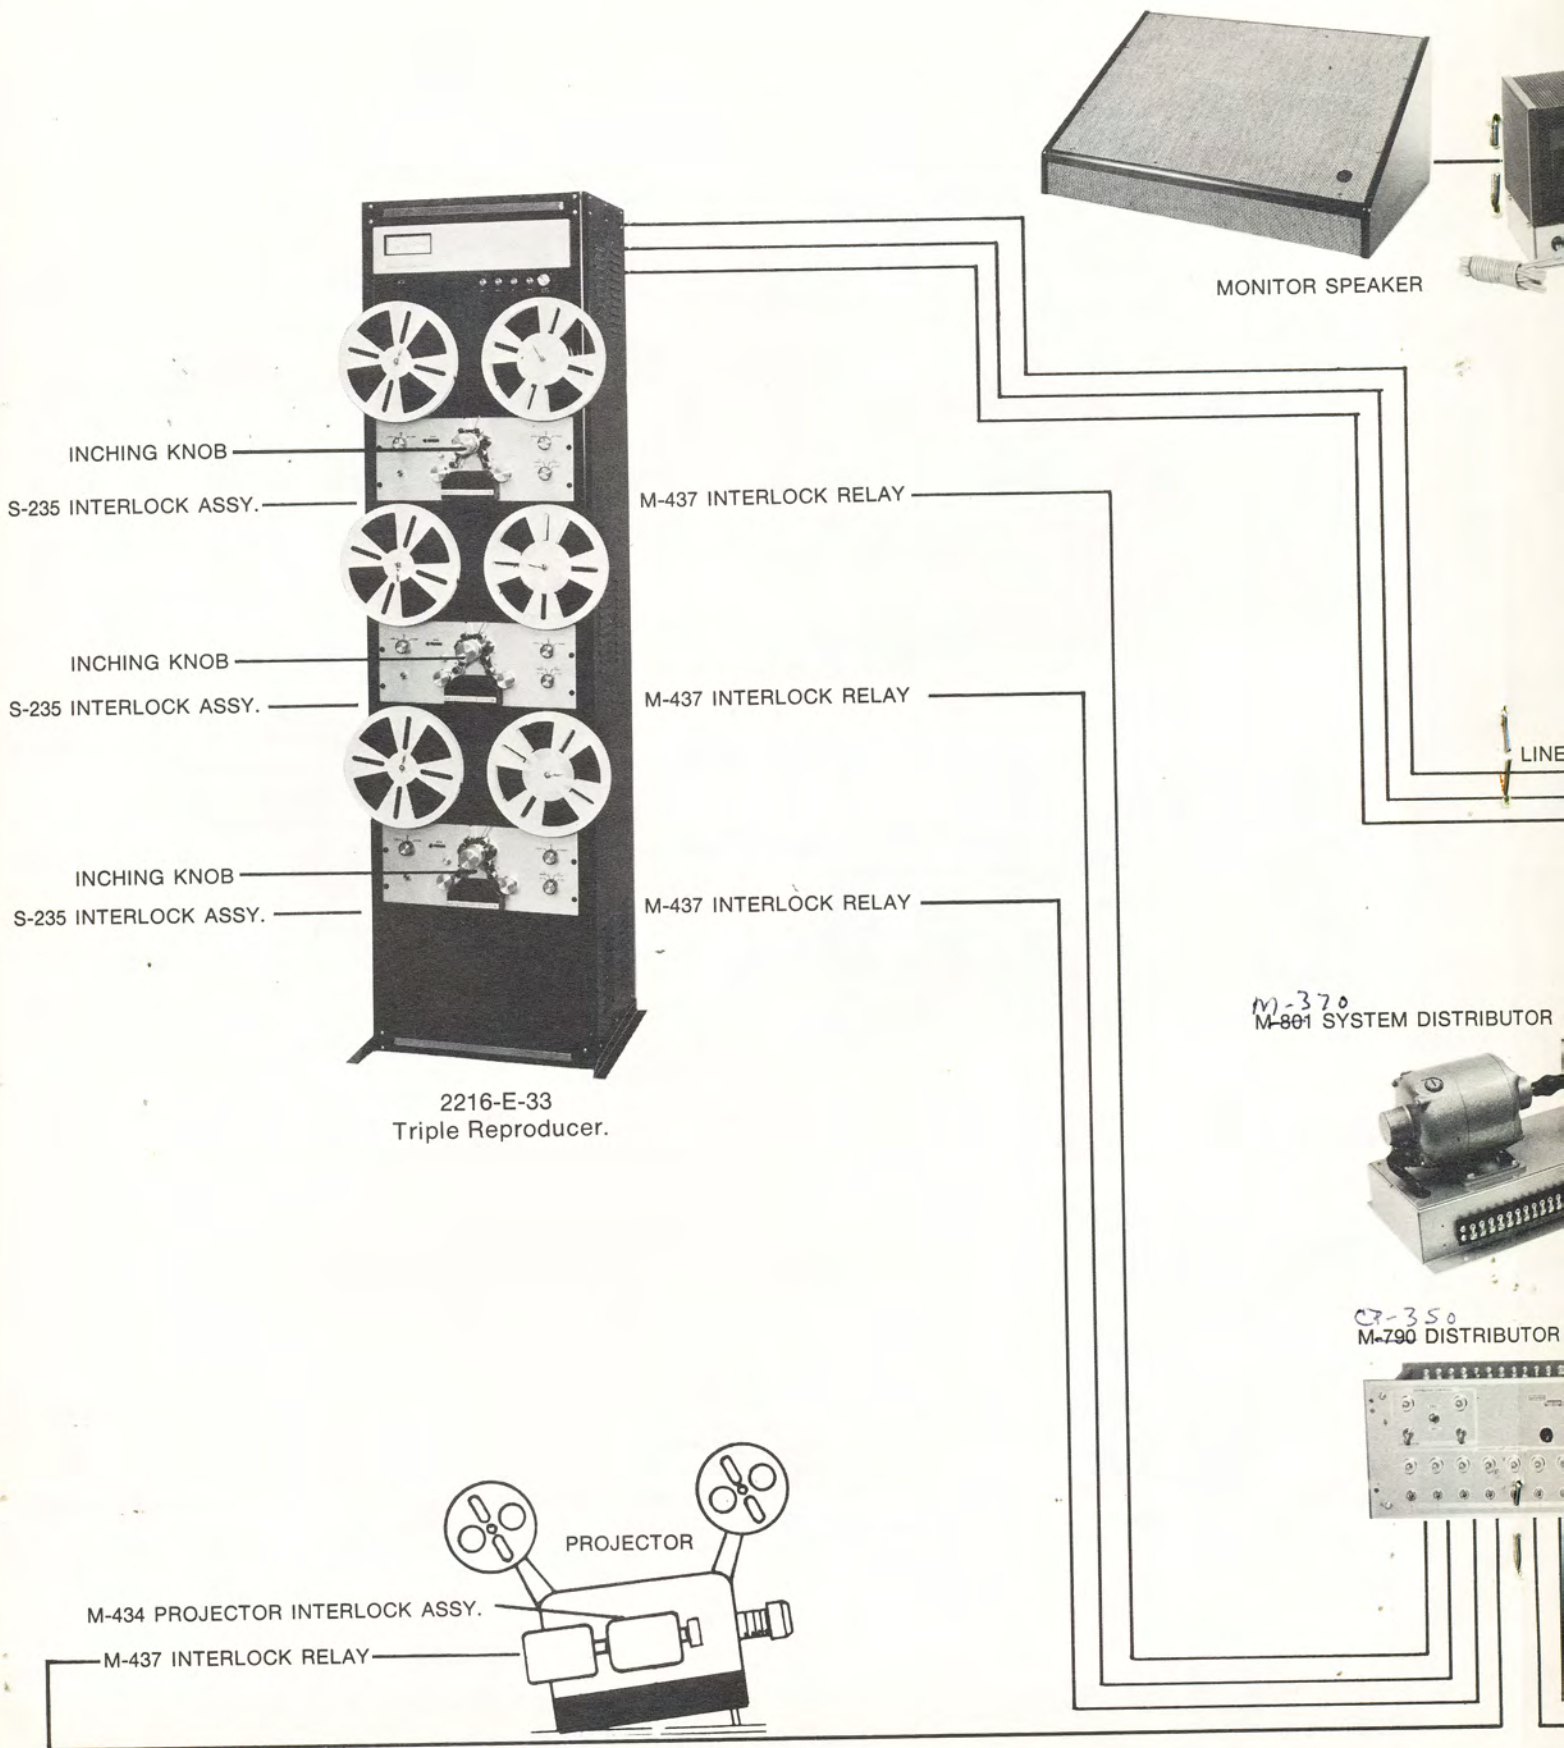 MONITOR SPEAKER
INCHING KNOB
S-235 INTERLOCK ASSY.
M-437 INTERLOCK RELAY
INCHING KNOB
S-235 INTERLOCK ASSY.
M-437 INTERLOCK RELAY
LINE
INCHING KNOB
S-235 INTERLOCK ASSY.
M-437 INTERLOCK RELAY
M-370
M-801 SYSTEM DISTRIBUTOR
2216-E-33
Triple Reproducer.
CP-350
M-790 DISTRIBUTOR
PROJECTOR
M-434 PROJECTOR INTERLOCK ASSY.
M-437 INTERLOCK RELAY